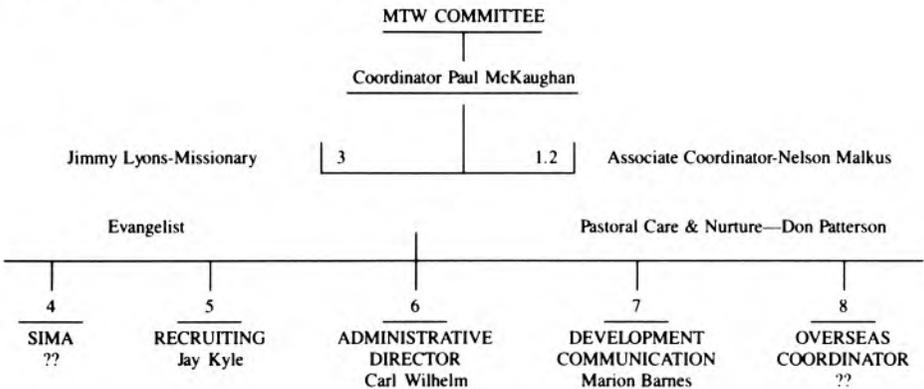 MTW COMMITTEE
Coordinator Paul McKaughan
Jimmy Lyons-Missionary 3 1.2 Associate Coordinator-Nelson Malkus
Evangelist Pastoral Care & Nurture—Don Patterson
4 5 6 7 8
SIMA RECRUITING ADMINISTRATIVE DEVELOPMENT OVERSEAS
?? Jay Kyle DIRECTOR COMMUNICATION COORDINATOR
Carl Wilhelm Marion Barnes ??